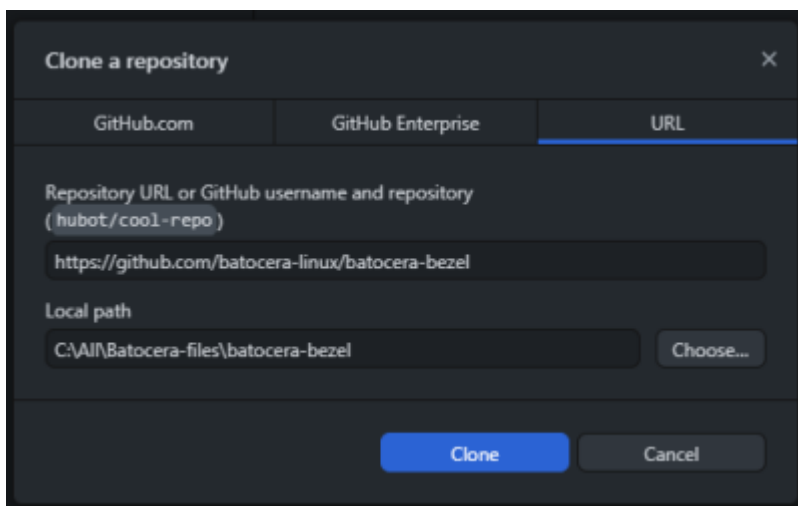 Clone a repository
GitHub.com GitHub Enterprise URL
Repository URL or GitHub username and repository
(hubot/cool-repo)
https://github.com/batocera-linux/batocera-bezel
Local path
C:\All\Batocera-files\batocera-bezel Choose...
Clone Cancel